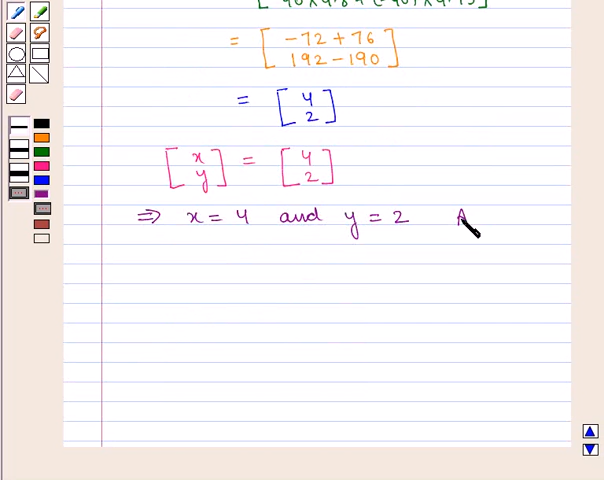 = [ -72 + 76
192 - 190 ]
= [ 4
2 ]
[ x
y ] = [ 4
2 ]
⇒ x = 4 and y = 2 A